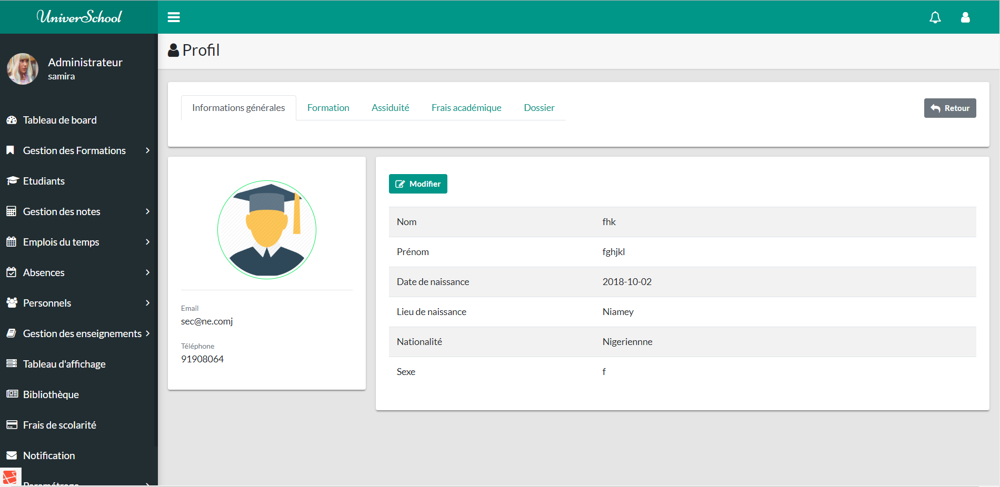 UniverSchool
Administrateur
samira
Tableau de board
Gestion des Formations
Etudiants
Gestion des notes
Emplois du temps
Absences
Personnels
Gestion des enseignements
Tableau d'affichage
Bibliothèque
Frais de scolarité
Notification
Paramétrage
Profil
Informations générales Formation Assiduité Frais académique Dossier
Retour
Email
sec@ne.comj
Téléphone
91908064
Modifier
Nom fhk
Prénom fghjkl
Date de naissance 2018-10-02
Lieu de naissance Niamey
Nationalité Nigeriennne
Sexe f